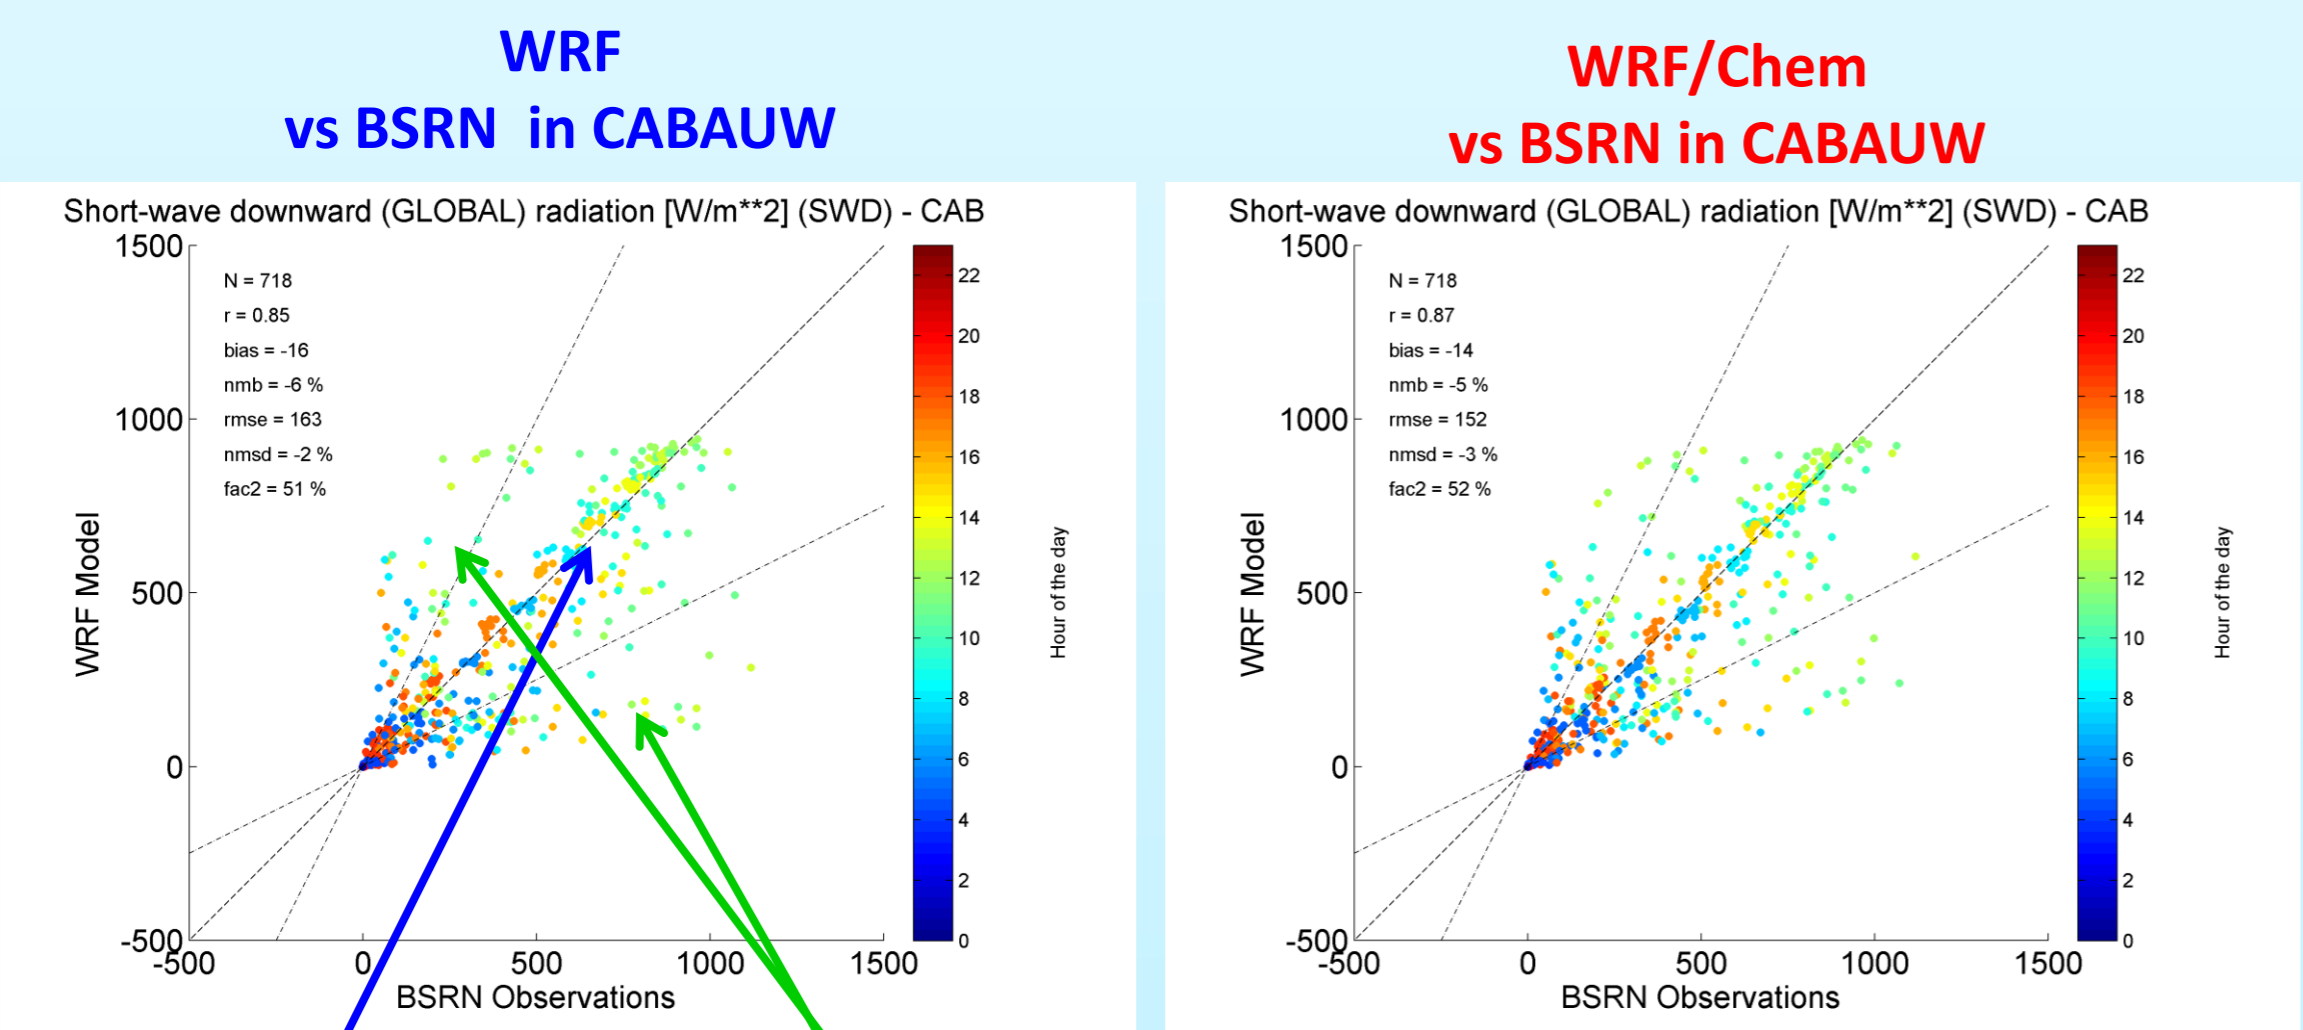 WRF
vs BSRN in CABAUW
WRF/Chem
vs BSRN in CABAUW
Short-wave downward (GLOBAL) radiation [W/m**2] (SWD) - CAB
N = 718
r = 0.85
bias = -16
nmb = -6 %
rmse = 163
nmsd = -2 %
fac2 = 51 %
1500
1000
500
0
-500
WRF Model
-500
0
500
1000
1500
BSRN Observations
22
20
18
16
14
12
10
8
6
4
2
0
Hour of the day
Short-wave downward (GLOBAL) radiation [W/m**2] (SWD) - CAB
N = 718
r = 0.87
bias = -14
nmb = -5 %
rmse = 152
nmsd = -3 %
fac2 = 52 %
1500
1000
500
0
-500
WRF Model
-500
0
500
1000
1500
BSRN Observations
22
20
18
16
14
12
10
8
6
4
2
0
Hour of the day